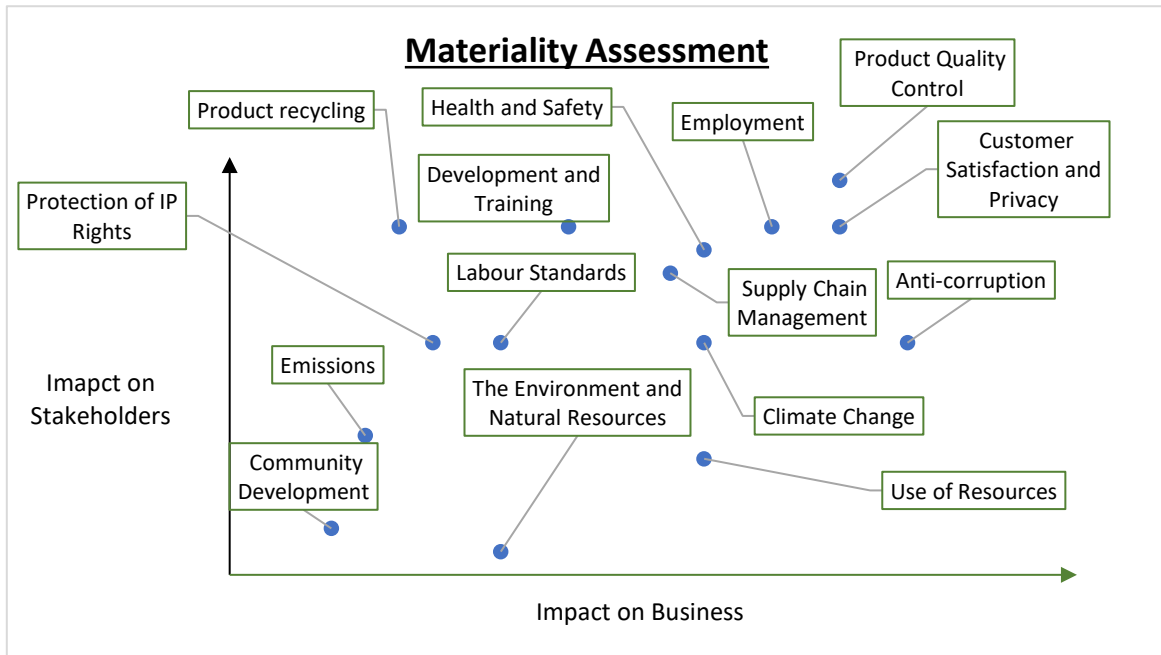 Materiality Assessment
Product Quality
Control
Product recycling
Health and Safety
Employment
Customer
Satisfaction and
Privacy
Development and
Training
Protection of IP
Rights
Labour Standards
Supply Chain
Management
Anti-corruption
Emissions
The Environment and
Natural Resources
Imapct on
Stakeholders
Climate Change
Community
Development
Use of Resources
Impact on Business